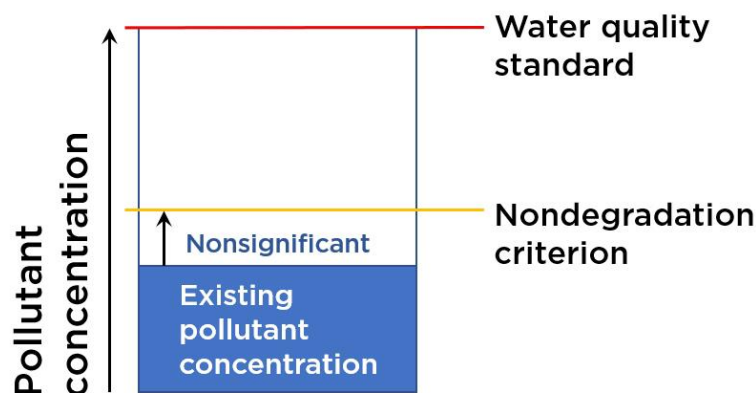 Water quality
standard
Pollutant
concentration
Nondegradation
criterion
Nonsignificant
Existing
pollutant
concentration